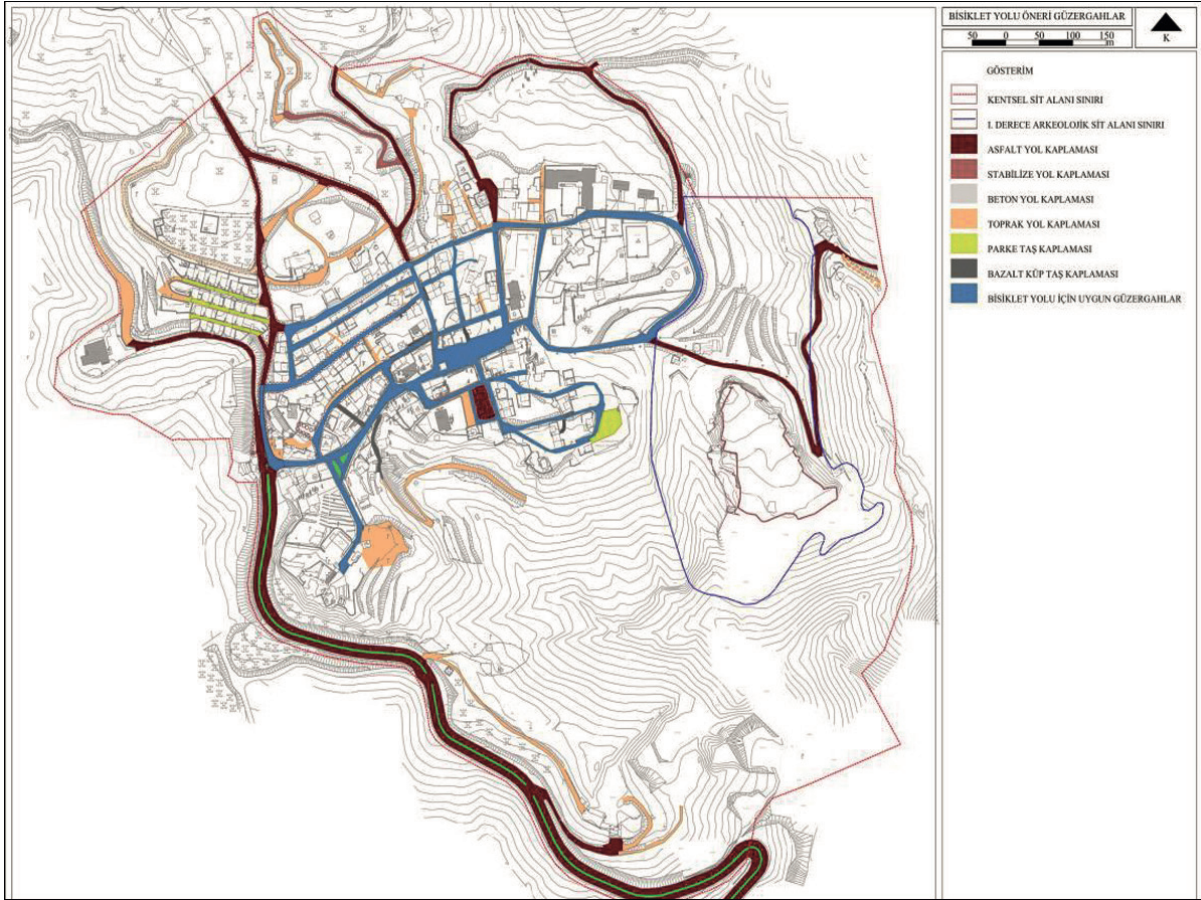 BİSİKLET YOLU ÖNERİ GÜZERGAHLAR
50 0 50 100 150
m
K
GÖSTERİM
KENTSEL SİT ALANI SINIRI
I. DERECE ARKEOLOJİK SİT ALANI SINIRI
ASFALT YOL KAPLAMASI
STABİLİZE YOL KAPLAMASI
BETON YOL KAPLAMASI
TOPRAK YOL KAPLAMASI
PARKE TAŞ KAPLAMASI
BAZALT KÜP TAŞ KAPLAMASI
BİSİKLET YOLU İÇİN UYGUN GÜZERGAHLAR